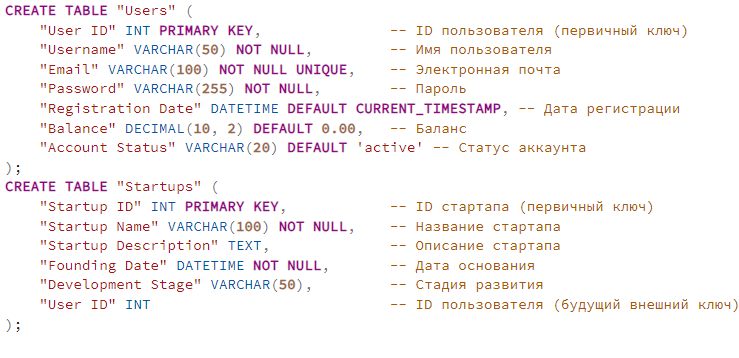 CREATE TABLE "Users" (
    "User ID" INT PRIMARY KEY,             -- ID пользователя (первичный ключ)
    "Username" VARCHAR(50) NOT NULL,       -- Имя пользователя
    "Email" VARCHAR(100) NOT NULL UNIQUE,  -- Электронная почта
    "Password" VARCHAR(255) NOT NULL,      -- Пароль
    "Registration Date" DATETIME DEFAULT CURRENT_TIMESTAMP, -- Дата регистрации
    "Balance" DECIMAL(10, 2) DEFAULT 0.00, -- Баланс
    "Account Status" VARCHAR(20) DEFAULT 'active' -- Статус аккаунта
);
CREATE TABLE "Startups" (
    "Startup ID" INT PRIMARY KEY,          -- ID стартапа (первичный ключ)
    "Startup Name" VARCHAR(100) NOT NULL,  -- Название стартапа
    "Startup Description" TEXT,            -- Описание стартапа
    "Founding Date" DATETIME NOT NULL,     -- Дата основания
    "Development Stage" VARCHAR(50),       -- Стадия развития
    "User ID" INT                          -- ID пользователя (будущий внешний ключ)
);